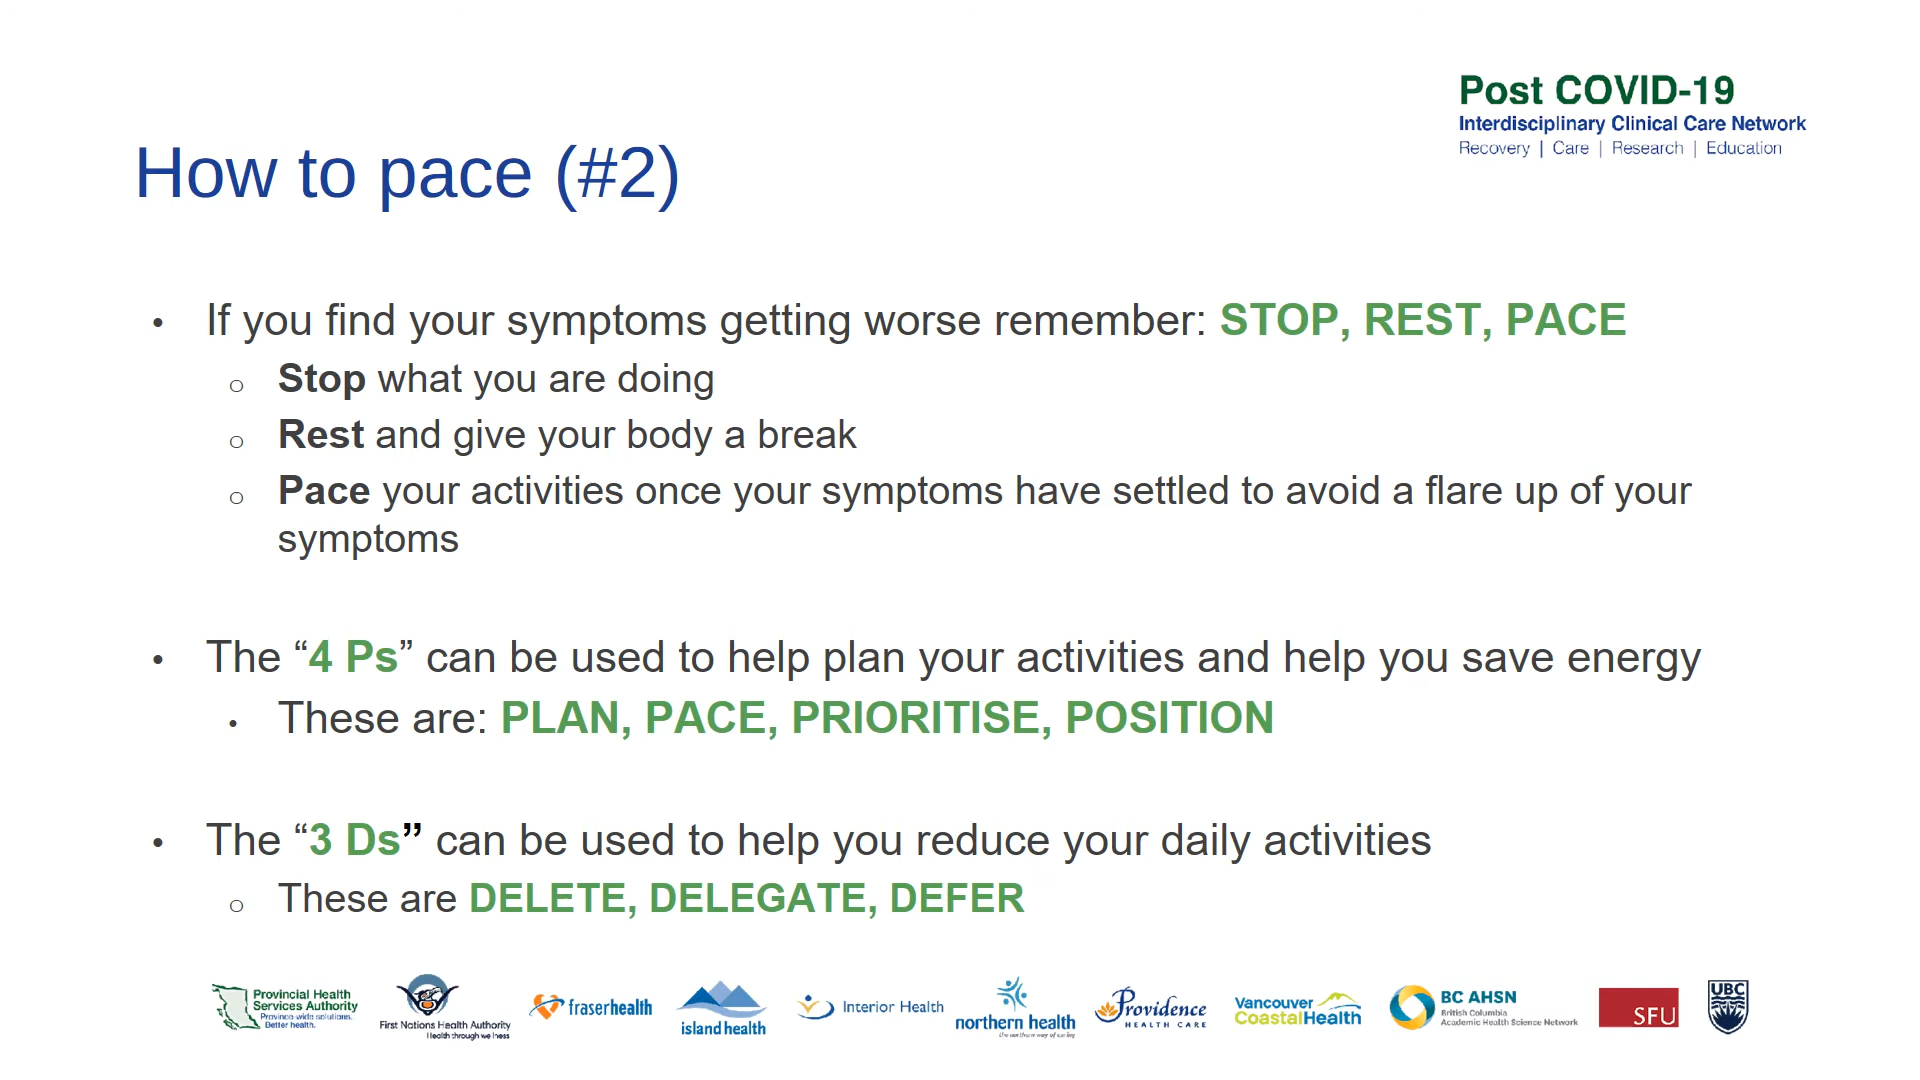 Post COVID-19
Interdisciplinary Clinical Care Network
Recovery | Care | Research | Education
How to pace (#2)
• If you find your symptoms getting worse remember: STOP, REST, PACE
o Stop what you are doing
o Rest and give your body a break
o Pace your activities once your symptoms have settled to avoid a flare up of your
symptoms
• The “4 Ps” can be used to help plan your activities and help you save energy
• These are: PLAN, PACE, PRIORITISE, POSITION
• The “3 Ds” can be used to help you reduce your daily activities
o These are DELETE, DELEGATE, DEFER
Provincial Health
Services Authority
Province-wide solutions.
Better health.
First Nations Health Authority
Health through wellness
fraserhealth
island health
Interior Health
northern health
the northern way of caring
Providence
HEALTH CARE
Vancouver
CoastalHealth
BC AHSN
British Columbia
Academic Health Science Network
SFU
UBC